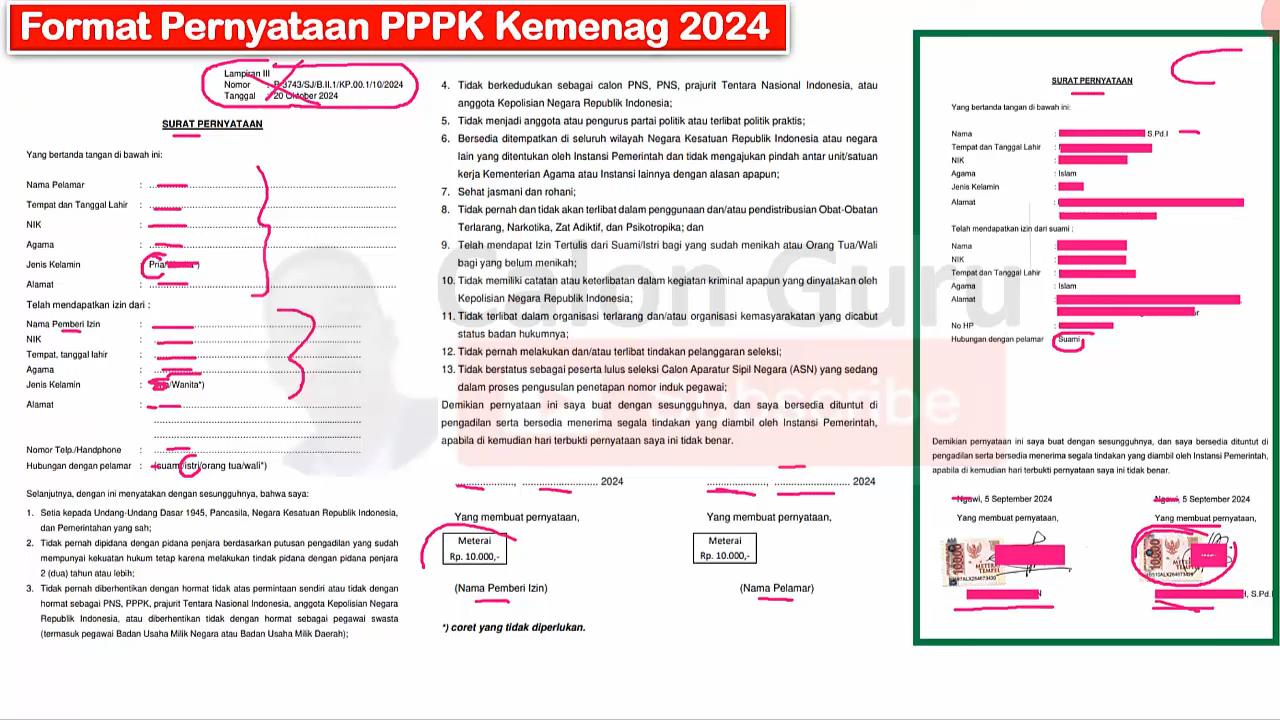 Format Pernyataan PPPK Kemenag 2024
Lampiran III
Nomor : P-3743/SJ/B.II.1/KP.00.1/10/2024
Tanggal : 20 Oktober 2024
SURAT PERNYATAAN
Yang bertanda tangan di bawah ini:
Nama Pelamar :
Tempat dan Tanggal Lahir :
NIK :
Agama :
Jenis Kelamin : Pria/Wanita*)
Alamat :
Telah mendapatkan izin dari :
Nama Pemberi Izin :
NIK :
Tempat, tanggal lahir :
Agama :
Jenis Kelamin : /Wanita*)
Alamat :
Nomor Telp./Handphone :
Hubungan dengan pelamar : (suami/istri/orang tua/wali*)
Selanjutnya, dengan ini menyatakan dengan sesungguhnya, bahwa saya:
1. Setia kepada Undang-Undang Dasar 1945, Pancasila, Negara Kesatuan Republik Indonesia,
dan Pemerintahan yang sah;
2. Tidak pernah dipidana dengan pidana penjara berdasarkan putusan pengadilan yang sudah
mempunyai kekuatan hukum tetap karena melakukan tindak pidana dengan pidana penjara
2 (dua) tahun atau lebih;
3. Tidak pernah diberhentikan dengan hormat tidak atas permintaan sendiri atau tidak dengan
hormat sebagai PNS, PPPK, prajurit Tentara Nasional Indonesia, anggota Kepolisian Negara
Republik Indonesia, atau diberhentikan tidak dengan hormat sebagai pegawai swasta
(termasuk pegawai Badan Usaha Milik Negara atau Badan Usaha Milik Daerah);
4. Tidak berkedudukan sebagai calon PNS, PNS, prajurit Tentara Nasional Indonesia, atau
anggota Kepolisian Negara Republik Indonesia;
5. Tidak menjadi anggota atau pengurus partai politik atau terlibat politik praktis;
6. Bersedia ditempatkan di seluruh wilayah Negara Kesatuan Republik Indonesia atau negara
lain yang ditentukan oleh Instansi Pemerintah dan tidak mengajukan pindah antar unit/satuan
kerja Kementerian Agama atau Instansi lainnya dengan alasan apapun;
7. Sehat jasmani dan rohani;
8. Tidak pernah dan tidak akan terlibat dalam penggunaan dan/atau pendistribusian Obat-Obatan
Terlarang, Narkotika, Zat Adiktif, dan Psikotropika; dan
9. Telah mendapat Izin Tertulis dari Suami/Istri bagi yang sudah menikah atau Orang Tua/Wali
bagi yang belum menikah;
10. Tidak memiliki catatan atau keterlibatan dalam kegiatan kriminal apapun yang dinyatakan oleh
Kepolisian Negara Republik Indonesia;
11. Tidak terlibat dalam organisasi terlarang dan/atau organisasi kemasyarakatan yang dicabut
status badan hukumnya;
12. Tidak pernah melakukan dan/atau terlibat tindakan pelanggaran seleksi;
13. Tidak berstatus sebagai peserta lulus seleksi Calon Aparatur Sipil Negara (ASN) yang sedang
dalam proses pengusulan penetapan nomor induk pegawai;
Demikian pernyataan ini saya buat dengan sesungguhnya, dan saya bersedia dituntut di
pengadilan serta bersedia menerima segala tindakan yang diambil oleh Instansi Pemerintah,
apabila di kemudian hari terbukti pernyataan saya ini tidak benar.
..................., ......................... 2024 ..................., ......................... 2024
Yang membuat pernyataan, Yang membuat pernyataan,
Meterai Meterai
Rp. 10.000,- Rp. 10.000,-
(Nama Pemberi Izin) (Nama Pelamar)
*) coret yang tidak diperlukan.
Calon Guru
Subscribe
SURAT PERNYATAAN
Yang bertanda tangan di bawah ini:
Nama : S.Pd.I
Tempat dan Tanggal Lahir :
NIK :
Agama : Islam
Jenis Kelamin :
Alamat :
Telah mendapatkan izin dari suami :
Nama :
NIK :
Tempat dan Tanggal Lahir :
Agama : Islam
Alamat :
No HP :
Hubungan dengan pelamar : Suami
Demikian pernyataan ini saya buat dengan sesungguhnya, dan saya bersedia dituntut di
pengadilan serta bersedia menerima segala tindakan yang diambil oleh Instansi Pemerintah,
apabila di kemudian hari terbukti pernyataan saya ini tidak benar.
Ngawi, 5 September 2024 Ngawi, 5 September 2024
Yang membuat pernyataan, Yang membuat pernyataan,
10000 METERAI TEMPEL
, S.Pd.I